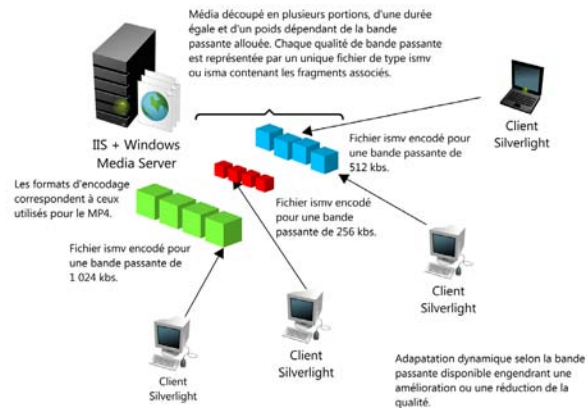 Média découpé en plusieurs portions, d'une durée
égale et d'un poids dépendant de la bande
passante allouée. Chaque qualité de bande passante
est représentée par un unique fichier de type ismv
ou isma contenant les fragments associés.
IIS + Windows
Media Server
Client
Silverlight
Fichier ismv encodé pour
une bande passante de
512 kbs.
Les formats d'encodage
correspondent à ceux
utilisés pour le MP4.
Fichier ismv encodé
pour une bande
passante de 256 kbs.
Fichier ismv encodé pour
une bande passante de
1 024 kbs.
Client
Silverlight
Client
Silverlight
Client
Silverlight
Adapatation dynamique selon la bande
passante disponible engendrant une
amélioration ou une réduction de la
qualité.